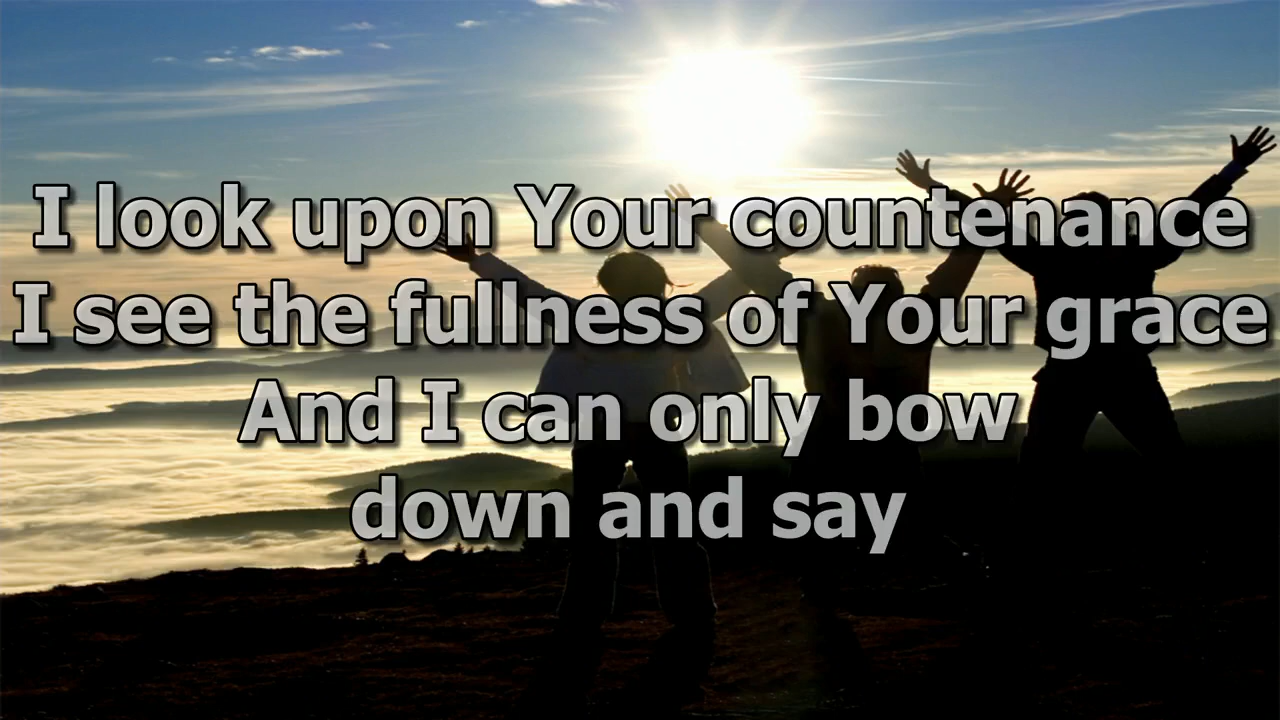 I look upon Your countenance
I see the fullness of Your grace
And I can only bow
down and say